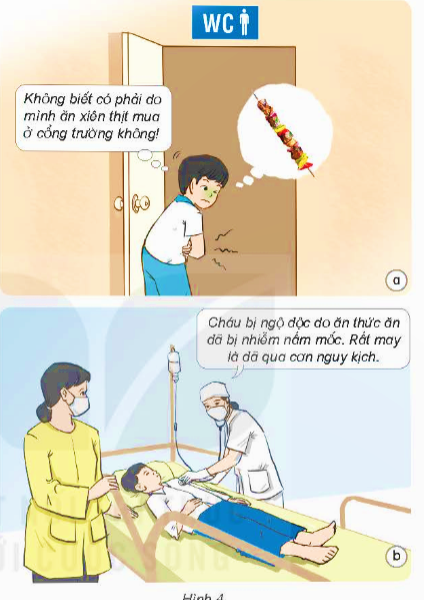 WC
Không biết có phải do
mình ăn xiên thịt mua
ở cổng trường không!
a
Cháu bị ngộ độc do ăn thức ăn
đã bị nhiễm nấm mốc. Rất may
là đã qua cơn nguy kịch.
b
Hình 4